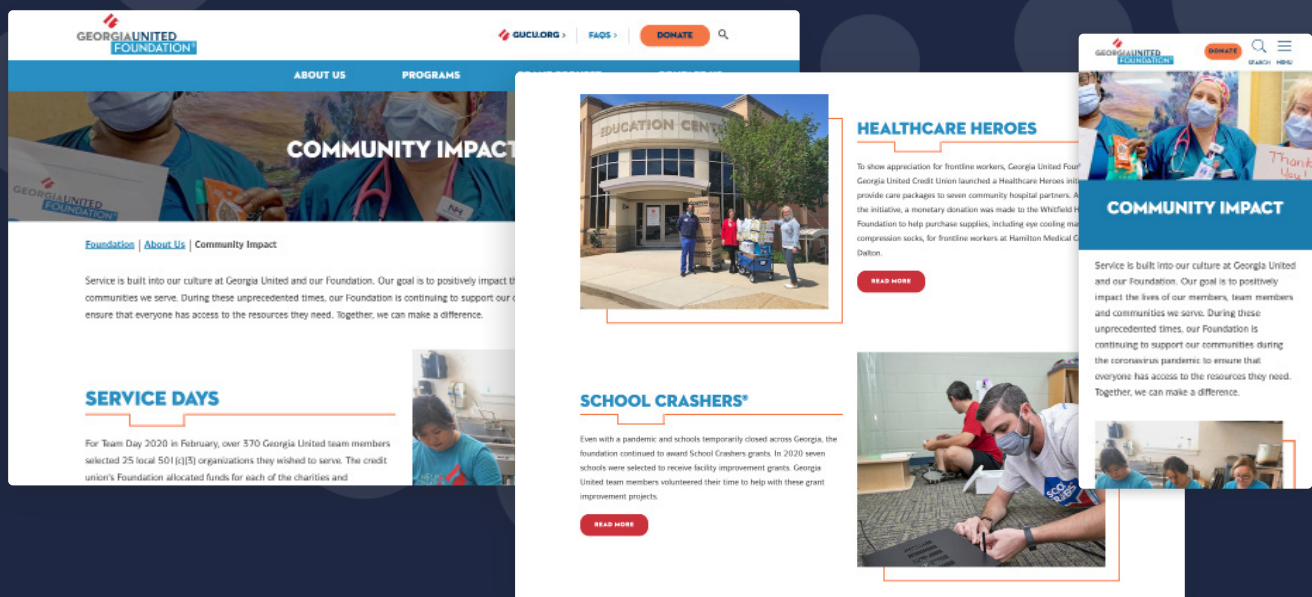 GEORGIAUNITED
FOUNDATION®
GUCU.ORG >
FAQS >
DONATE
ABOUT US
PROGRAMS
COMMUNITY IMPACT
GEORGIAUNITED
FOUNDATION
NH
Foundation | About Us | Community Impact
Service is built into our culture at Georgia United and our Foundation. Our goal is to positively impact th
communities we serve. During these unprecedented times, our Foundation is continuing to support our c
ensure that everyone has access to the resources they need. Together, we can make a difference.
SERVICE DAYS
For Team Day 2020 in February, over 370 Georgia United team members
selected 25 local 501(c)(3) organizations they wished to serve. The credit
union's Foundation allocated funds for each of the charities and
EDUCATION CENT
HEALTHCARE HEROES
To show appreciation for frontline workers, Georgia United Foun
Georgia United Credit Union launched a Healthcare Heroes initi
provide care packages to seven community hospital partners. A
the initiative, a monetary donation was made to the Whitfield H
Foundation to help purchase supplies, including eye cooling ma
compression socks, for frontline workers at Hamilton Medical C
Dalton.
READ MORE
SCHOOL CRASHERS®
Even with a pandemic and schools temporarily closed across Georgia, the
foundation continued to award School Crashers grants. In 2020 seven
schools were selected to receive facility improvement grants. Georgia
United team members volunteered their time to help with these grant
improvement projects.
READ MORE
GEORGIAUNITED
FOUNDATION®
DONATE
SEARCH
MENU
Thank
You!
COMMUNITY IMPACT
Service is built into our culture at Georgia United
and our Foundation. Our goal is to positively
impact the lives of our members, team members
and communities we serve. During these
unprecedented times, our Foundation is
continuing to support our communities during
the coronavirus pandemic to ensure that
everyone has access to the resources they need.
Together, we can make a difference.